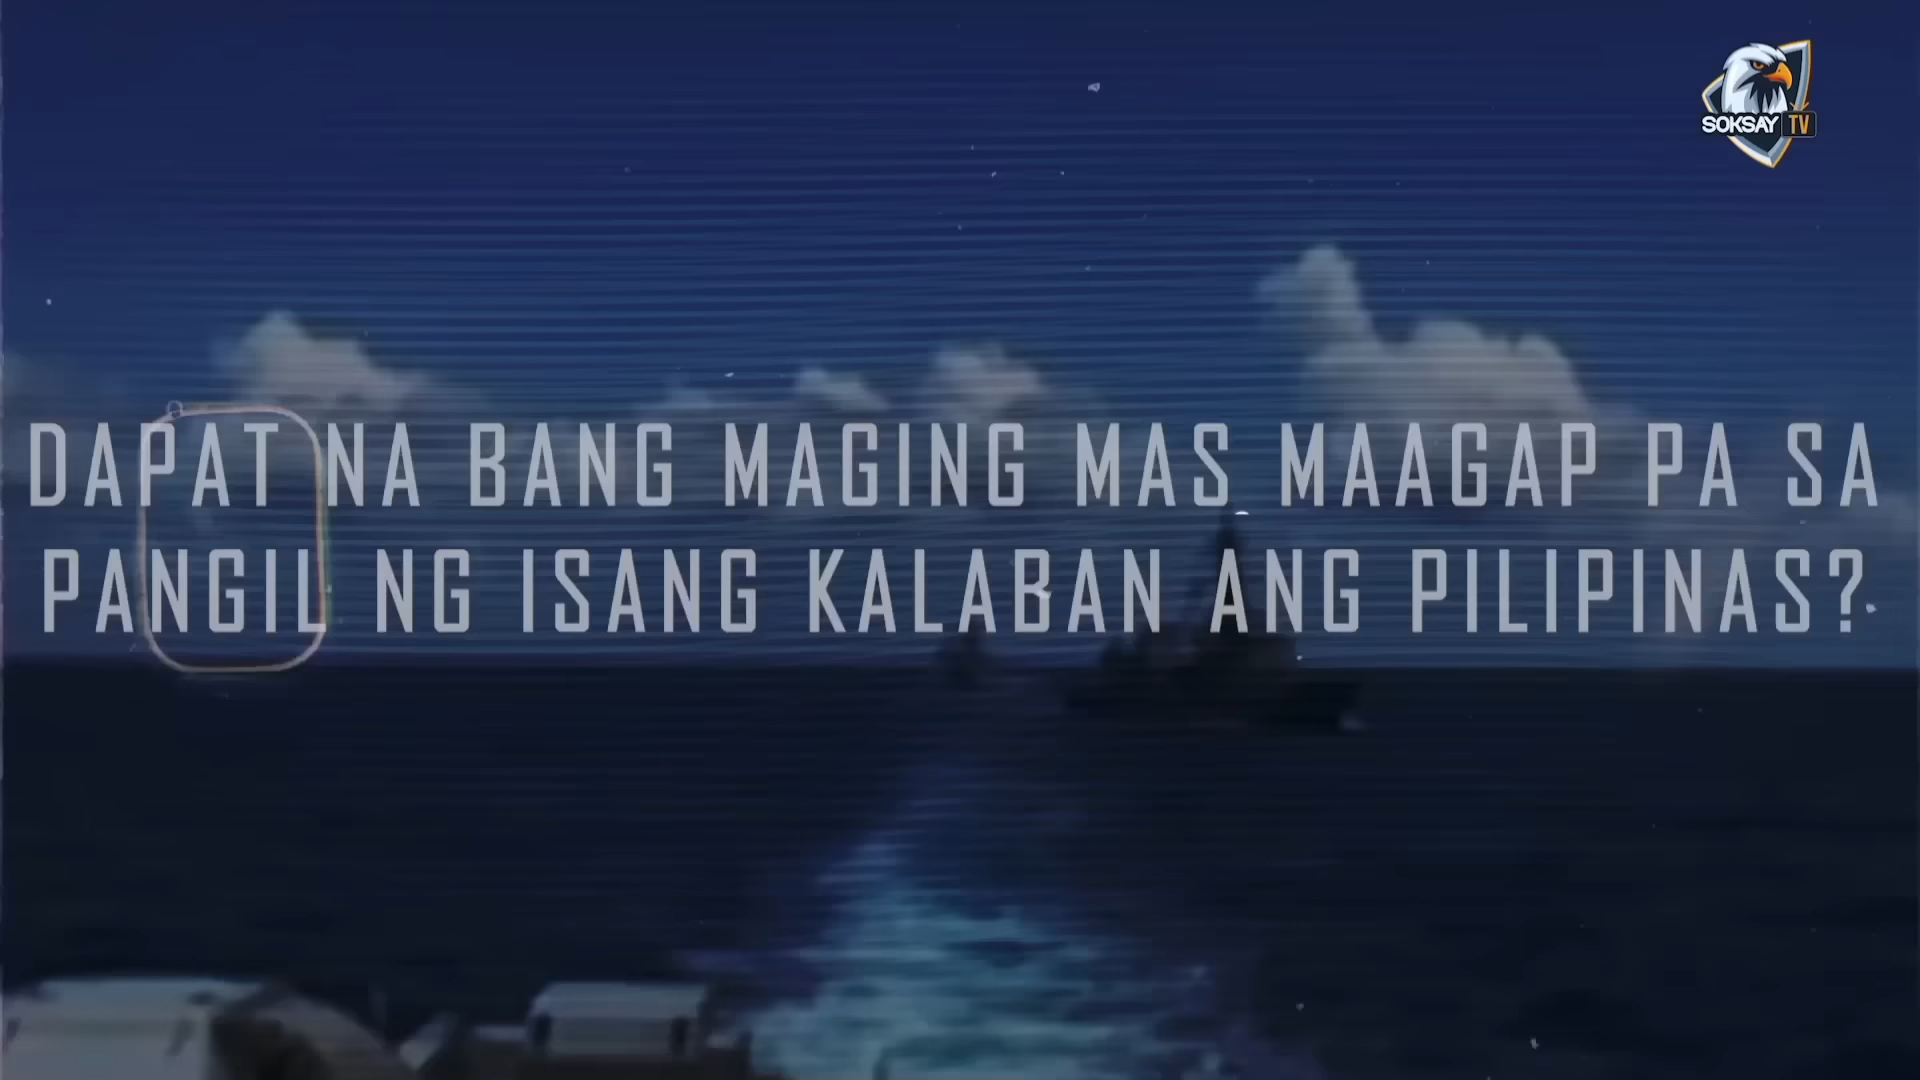 SOKSAY TV
DAPAT NA BANG MAGING MAS MAAGAP PA SA
PANGIL NG ISANG KALABAN ANG PILIPINAS?